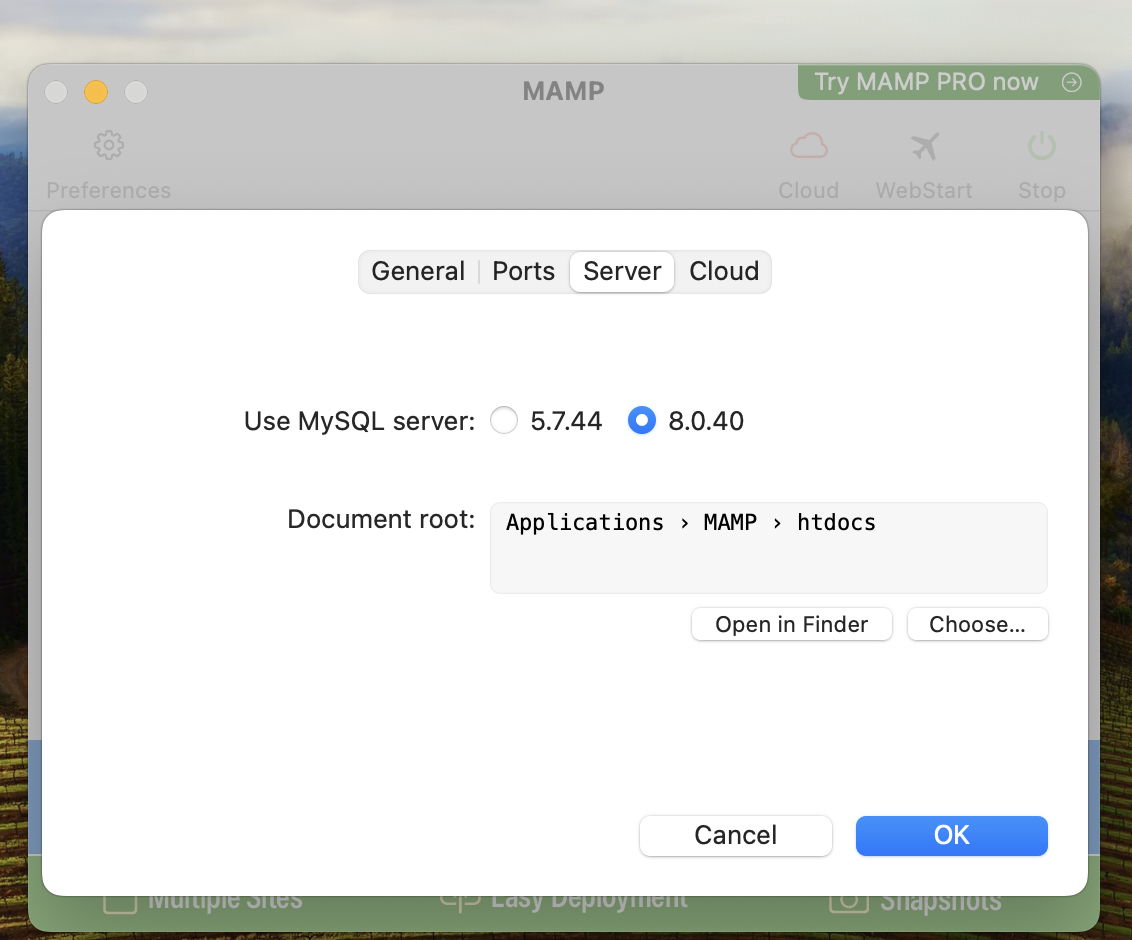 MAMP
Try MAMP PRO now
Preferences
Cloud
WebStart
Stop
General
Ports
Server
Cloud
Use MySQL server:
5.7.44
8.0.40
Document root:
Applications › MAMP › htdocs
Open in Finder
Choose...
Cancel
OK
Multiple Sites
Easy Deployment
Snapshots